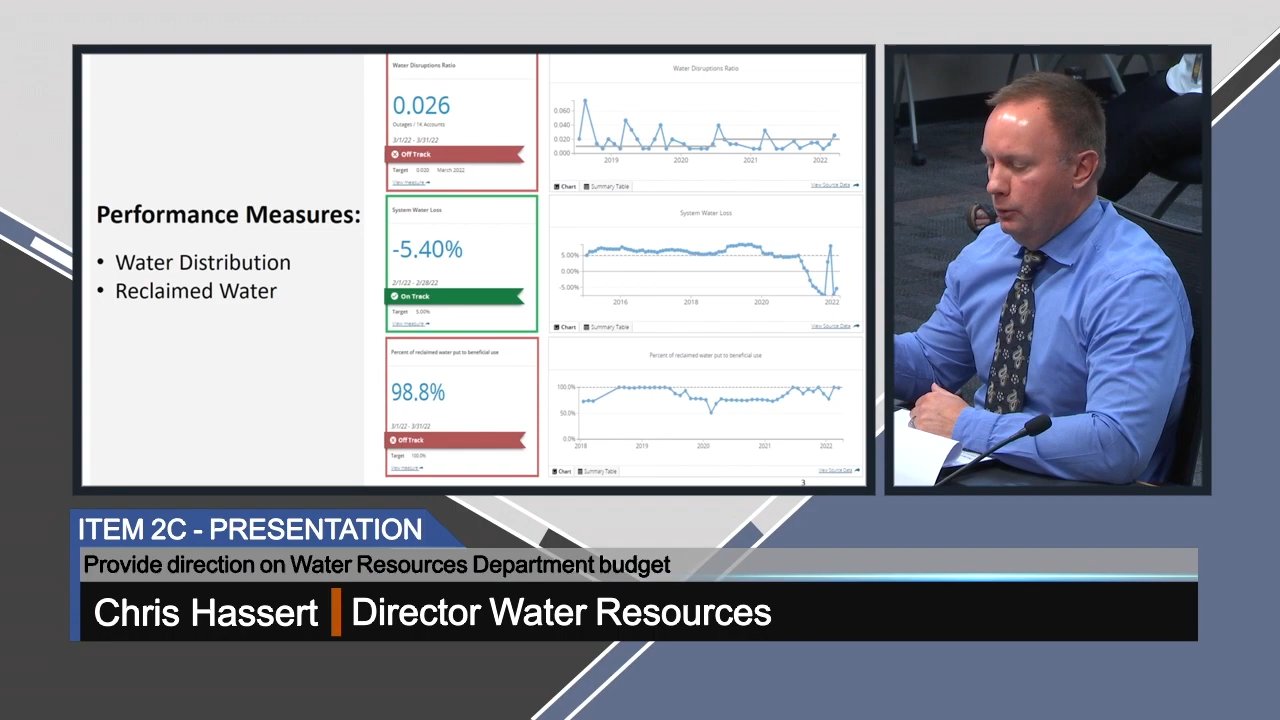 Performance Measures:
• Water Distribution
• Reclaimed Water
Water Disruptions Ratio
0.026
Outages / 1K Accounts
3/1/22 - 3/31/22
Off Track
Target 0.020 March 2022
View measure
Water Disruptions Ratio
0.060
0.040
0.020
0.000
2019 2020 2021 2022
Chart Summary Table View Source Data
System Water Loss
-5.40%
2/1/22 - 2/28/22
On Track
Target 5.00%
View measure
System Water Loss
5.00%
0.00%
-5.00%
2016 2018 2020 2022
Chart Summary Table View Source Data
Percent of reclaimed water put to beneficial use
98.8%
3/1/22 - 3/31/22
Off Track
Target 100.0%
View measure
Percent of reclaimed water put to beneficial use
100.0%
50.0%
0.0%
2018 2019 2020 2021 2022
Chart Summary Table View Source Data
3
ITEM 2C - PRESENTATION
Provide direction on Water Resources Department budget
Chris Hassert Director Water Resources